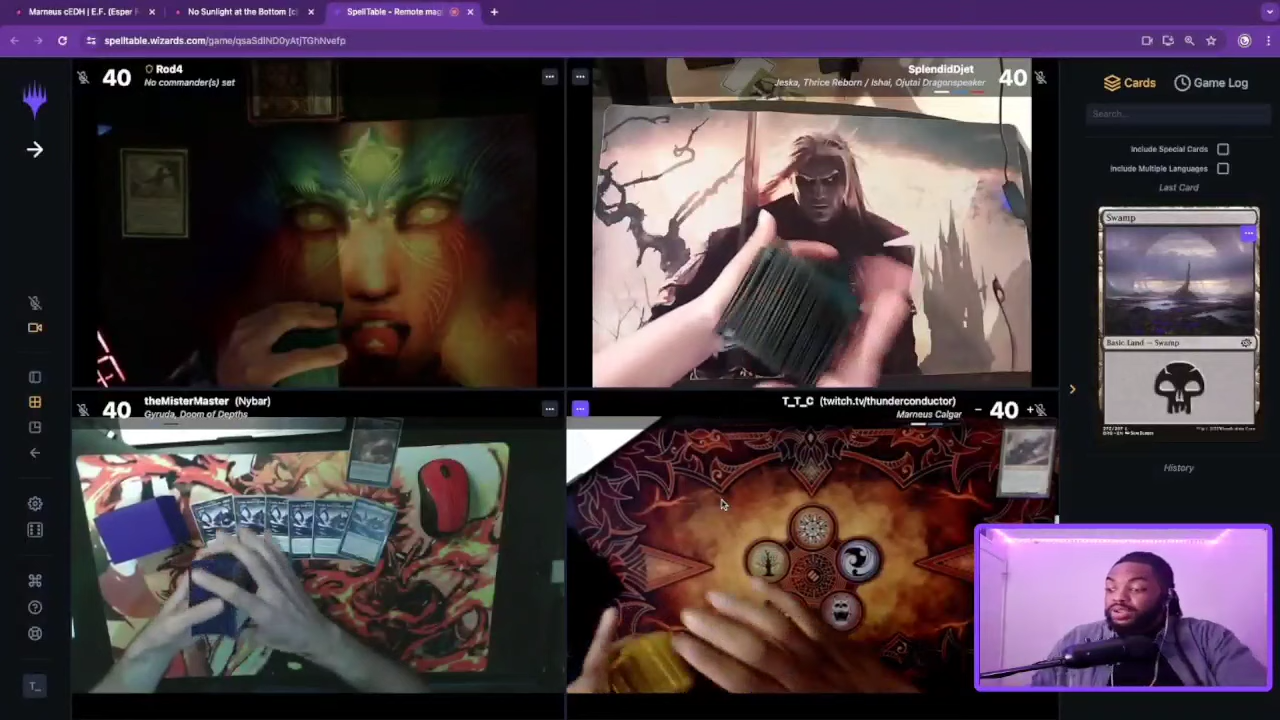 Marneus cEDH | E.F. (Esper F
No Sunlight at the Bottom [c
SpellTable - Remote mag
spelltable.wizards.com/game/
40
Rod4
No commander(s) set
SplendidDjet
Jeska, Thrice Reborn / Ishai, Ojutai Dragonspeaker
40
Cards
Game Log
Search...
Include Special Cards
Include Multiple Languages
Last Card
Swamp
Basic Land — Swamp
History
40
theMisterMaster (Nybar)
Gyruda, Doom of Depths
T_T_C (twitch.tv/thunderconductor)
Marneus Calgar
- 40 +
T_